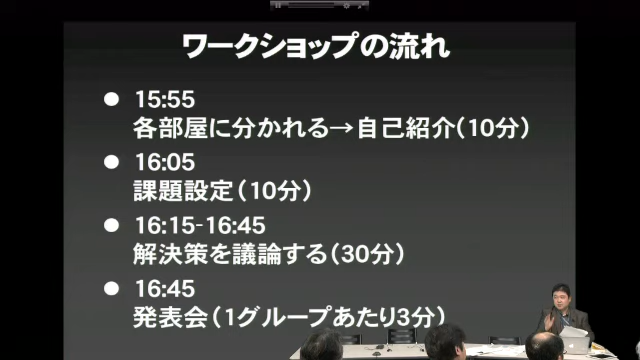 ワークショップの流れ
● 15:55
各部屋に分かれる→自己紹介(10分)
● 16:05
課題設定(10分)
● 16:15-16:45
解決策を議論する(30分)
● 16:45
発表会(1グループあたり3分)